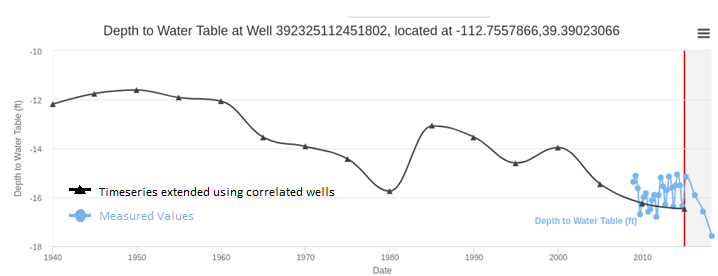 Depth to Water Table at Well 392325112451802, located at -112.7557866,39.39023066
-10
-12
-14
-16
-18
Depth to Water Table (ft)
Timeseries extended using correlated wells
Measured Values
Depth to Water Table (ft)
1940
1950
1960
1970
1980
1990
2000
2010
Date